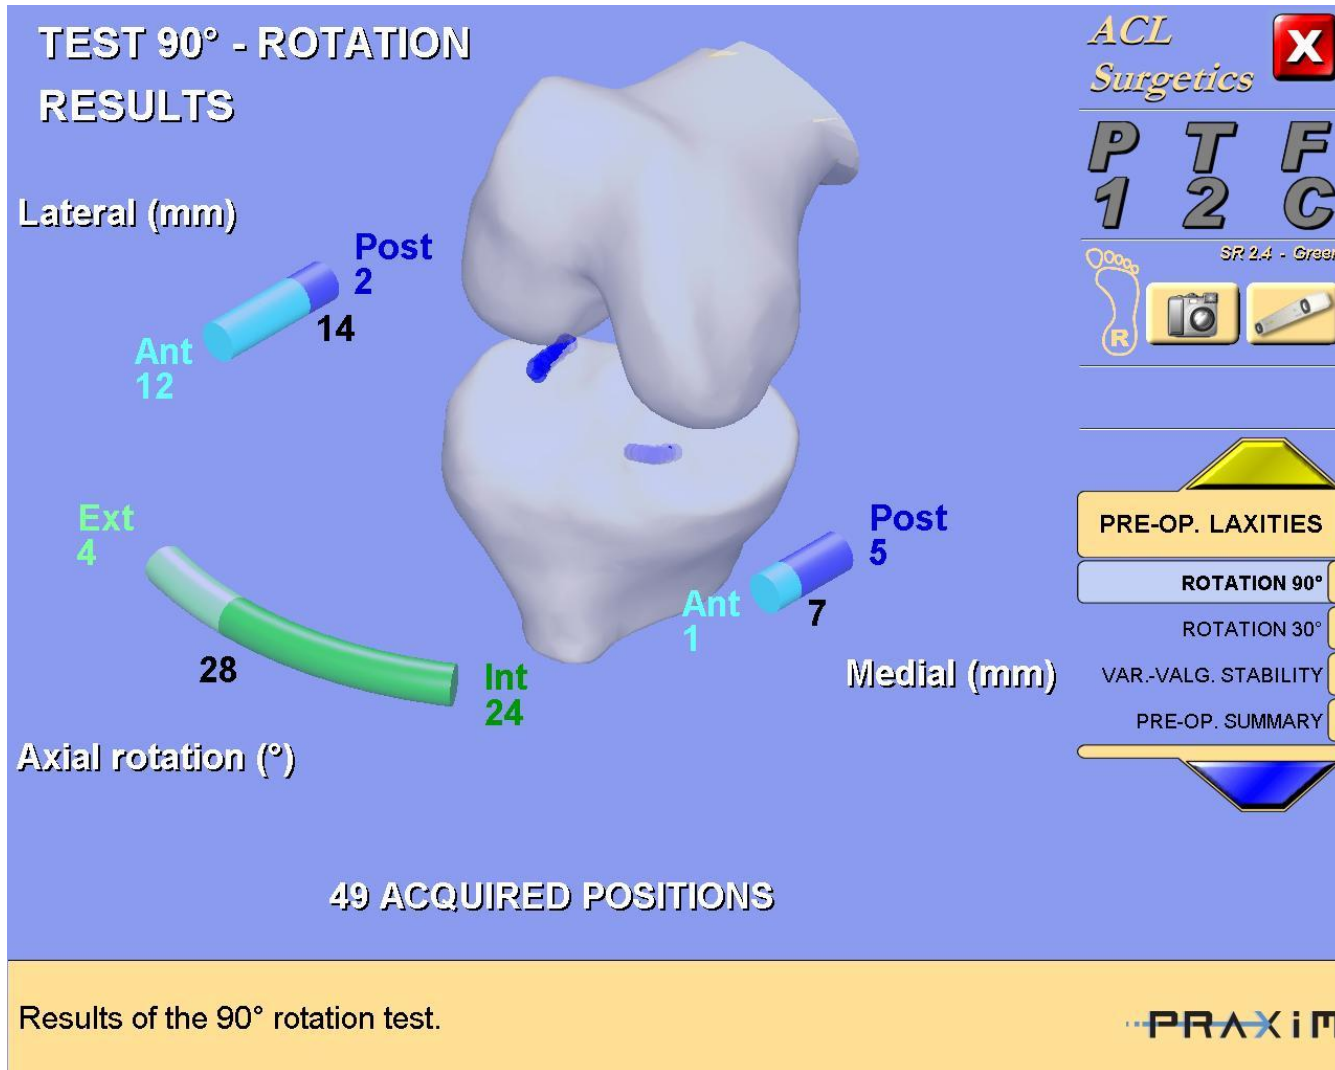 TEST 90° - ROTATION
RESULTS
Lateral (mm)
Post
2
14
Ant
12
Ext
4
28
Int
24
Axial rotation (°)
Post
5
Ant
1
7
Medial (mm)
49 ACQUIRED POSITIONS
Results of the 90° rotation test.
ACL
Surgetics
X
P T F
1 2 C
SR 2.4 - Green
R
PRE-OP. LAXITIES
ROTATION 90°
ROTATION 30°
VAR.-VALG. STABILITY
PRE-OP. SUMMARY
PRAXiM